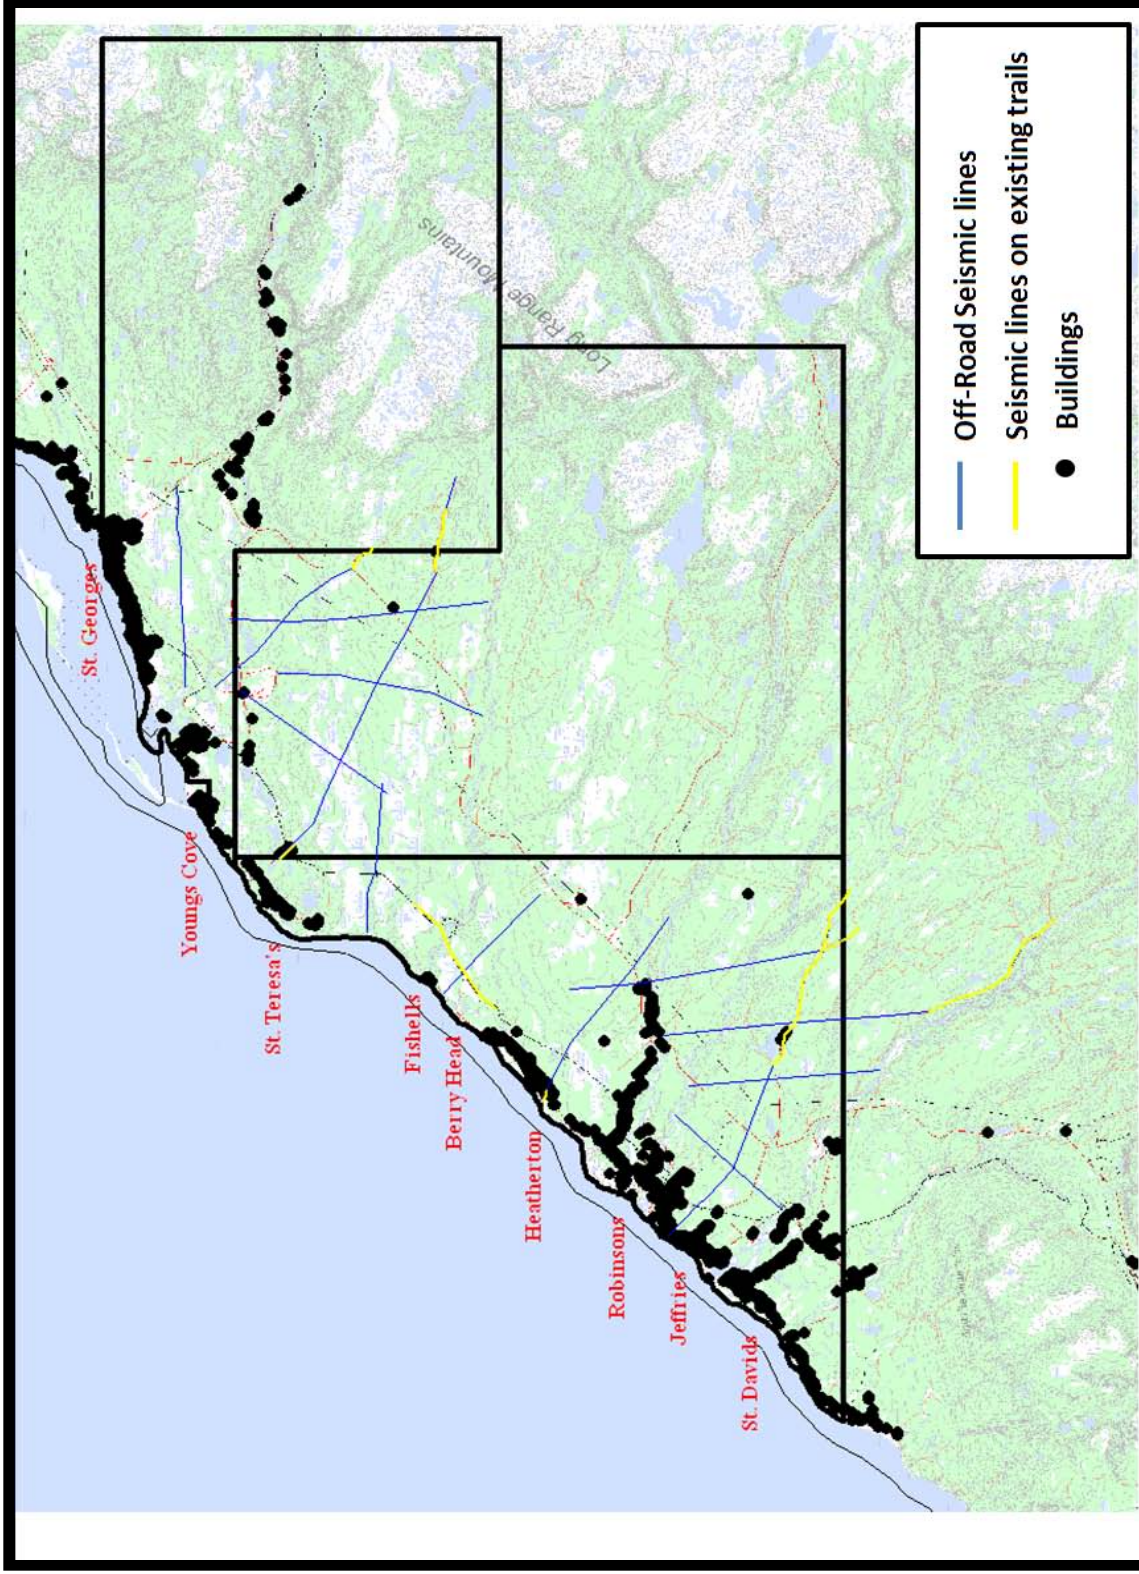 St. Georges
Youngs Cove
St. Teresa's
Fishells
Berry Head
Heatherton
Robinsons
Jeffries
St. Davids
Long Range Mountains
Off-Road Seismic lines
Seismic lines on existing trails
Buildings